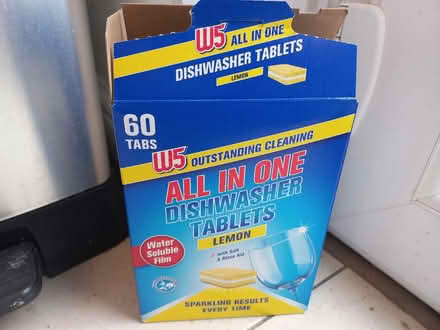 W5 ALL IN ONE
DISHWASHER TABLETS
LEMON
60
TABS
W5 OUTSTANDING CLEANING
ALL IN ONE
DISHWASHER
TABLETS
LEMON
with Salt
& Rinse Aid
Water
Soluble
Film
SPARKLING RESULTS
EVERY TIME